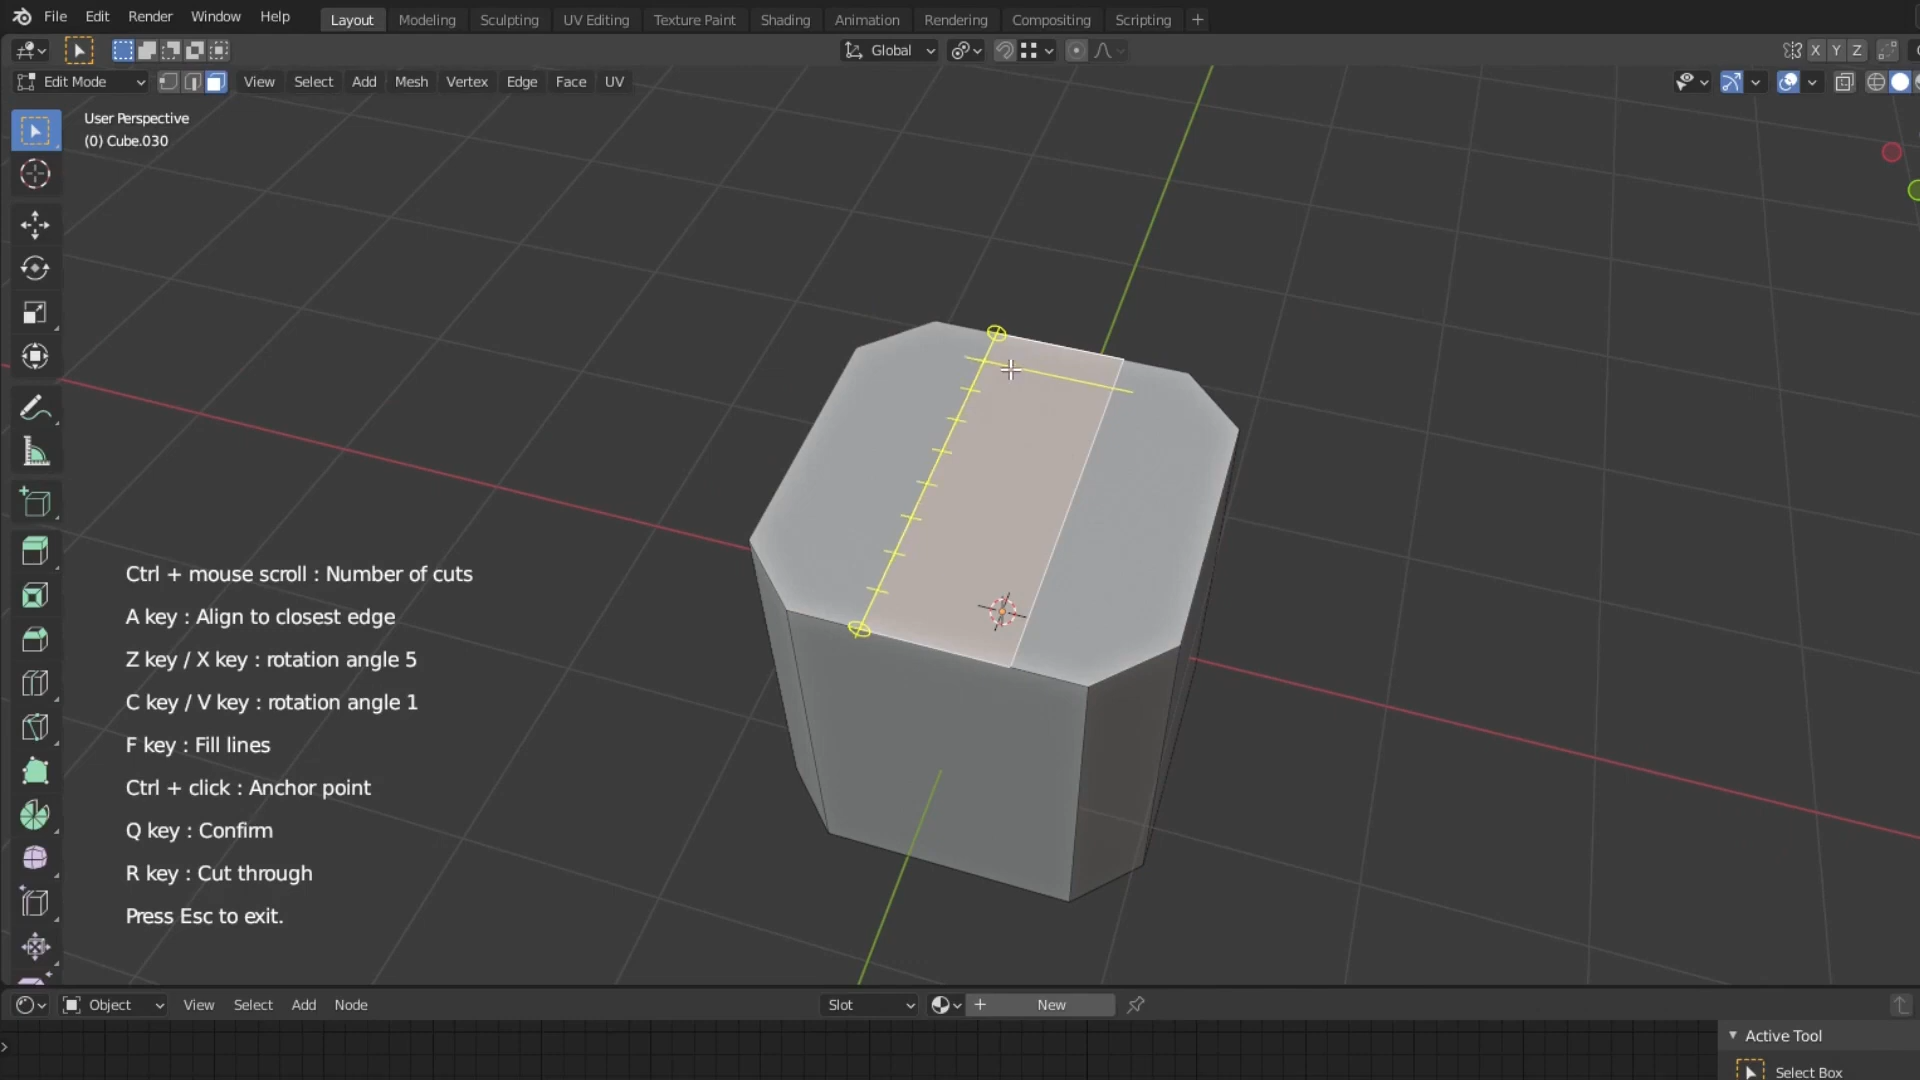 File Edit Render Window Help Layout Modeling Sculpting UV Editing Texture Paint Shading Animation Rendering Compositing Scripting +
Global X Y Z
Edit Mode View Select Add Mesh Vertex Edge Face UV
User Perspective
(0) Cube.030
Ctrl + mouse scroll : Number of cuts
A key : Align to closest edge
Z key / X key : rotation angle 5
C key / V key : rotation angle 1
F key : Fill lines
Ctrl + click : Anchor point
Q key : Confirm
R key : Cut through
Press Esc to exit.
Object View Select Add Node Slot + New
Active Tool
Select Box